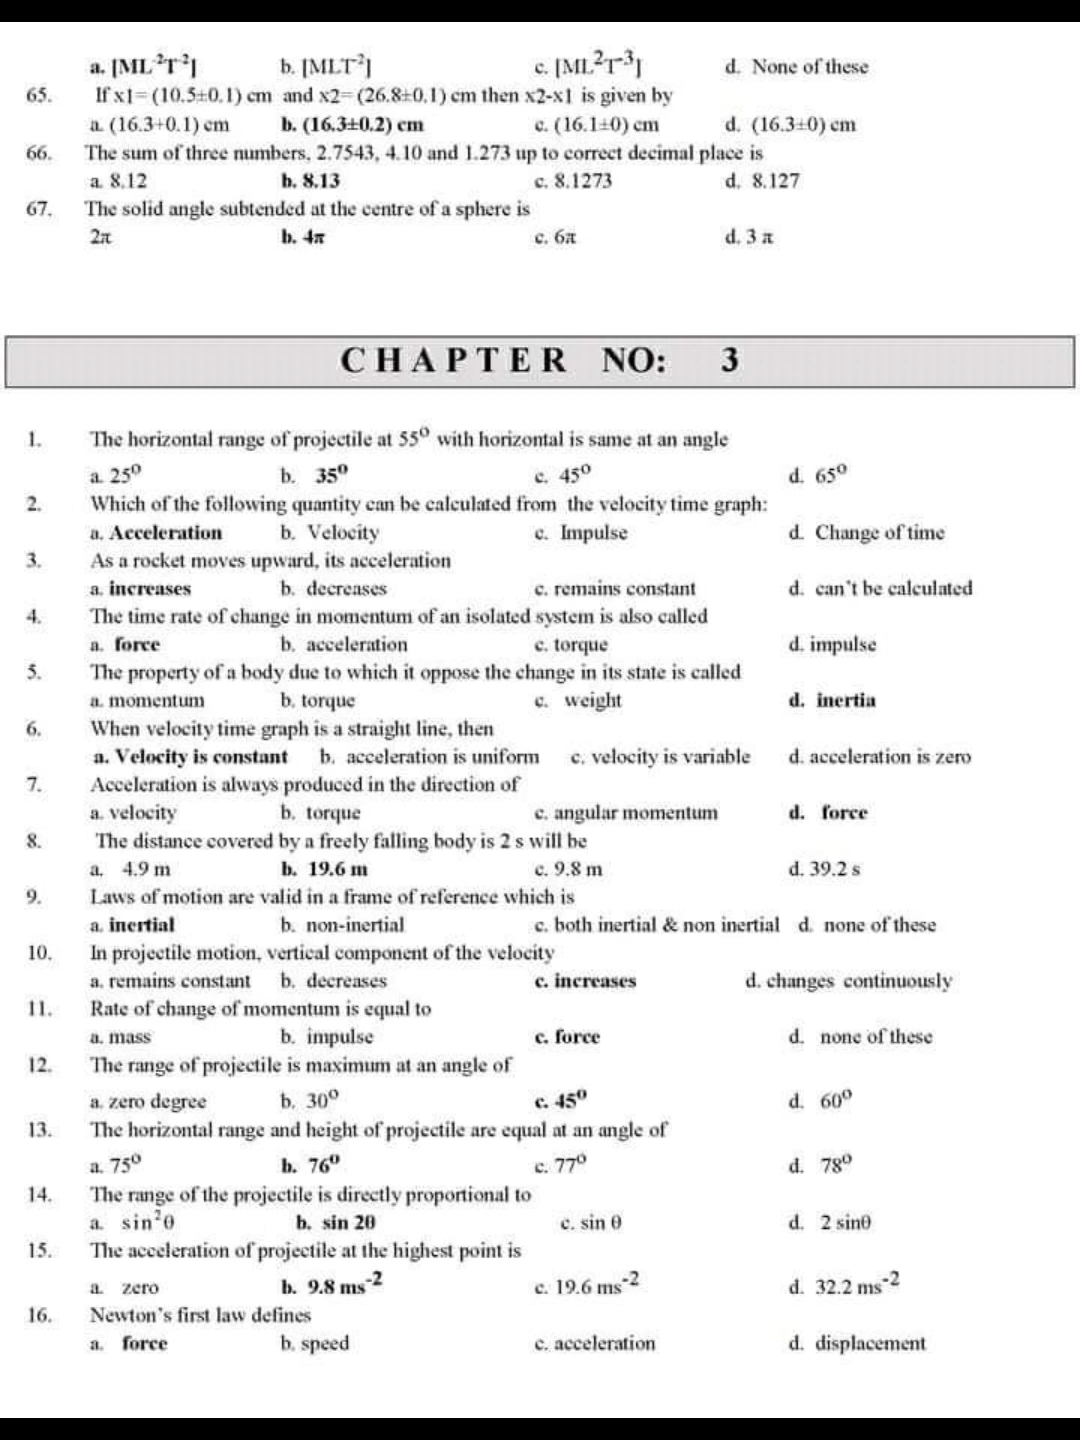 a. [ML⁻²T⁻²] b. [MLT⁻²] c. [ML²T⁻³] d. None of these
65. If x1=(10.5±0.1) cm and x2=(26.8±0.1) cm then x2-x1 is given by
a. (16.3+0.1) cm b. (16.3±0.2) cm c. (16.1±0) cm d. (16.3±0) cm
66. The sum of three numbers, 2.7543, 4.10 and 1.273 up to correct decimal place is
a. 8.12 b. 8.13 c. 8.1273 d. 8.127
67. The solid angle subtended at the centre of a sphere is
2π b. 4π c. 6π d. 3 π
CHAPTER NO: 3
1. The horizontal range of projectile at 55⁰ with horizontal is same at an angle
a. 25⁰ b. 35⁰ c. 45⁰ d. 65⁰
2. Which of the following quantity can be calculated from the velocity time graph:
a. Acceleration b. Velocity c. Impulse d. Change of time
3. As a rocket moves upward, its acceleration
a. increases b. decreases c. remains constant d. can't be calculated
4. The time rate of change in momentum of an isolated system is also called
a. force b. acceleration c. torque d. impulse
5. The property of a body due to which it oppose the change in its state is called
a. momentum b. torque c. weight d. inertia
6. When velocity time graph is a straight line, then
a. Velocity is constant b. acceleration is uniform c. velocity is variable d. acceleration is zero
7. Acceleration is always produced in the direction of
a. velocity b. torque c. angular momentum d. force
8. The distance covered by a freely falling body is 2 s will be
a. 4.9 m b. 19.6 m c. 9.8 m d. 39.2 s
9. Laws of motion are valid in a frame of reference which is
a. inertial b. non-inertial c. both inertial & non inertial d. none of these
10. In projectile motion, vertical component of the velocity
a. remains constant b. decreases c. increases d. changes continuously
11. Rate of change of momentum is equal to
a. mass b. impulse c. force d. none of these
12. The range of projectile is maximum at an angle of
a. zero degree b. 30⁰ c. 45⁰ d. 60⁰
13. The horizontal range and height of projectile are equal at an angle of
a. 75⁰ b. 76⁰ c. 77⁰ d. 78⁰
14. The range of the projectile is directly proportional to
a. sin²θ b. sin 2θ c. sin θ d. 2 sinθ
15. The acceleration of projectile at the highest point is
a. zero b. 9.8 ms⁻² c. 19.6 ms⁻² d. 32.2 ms⁻²
16. Newton's first law defines
a. force b. speed c. acceleration d. displacement